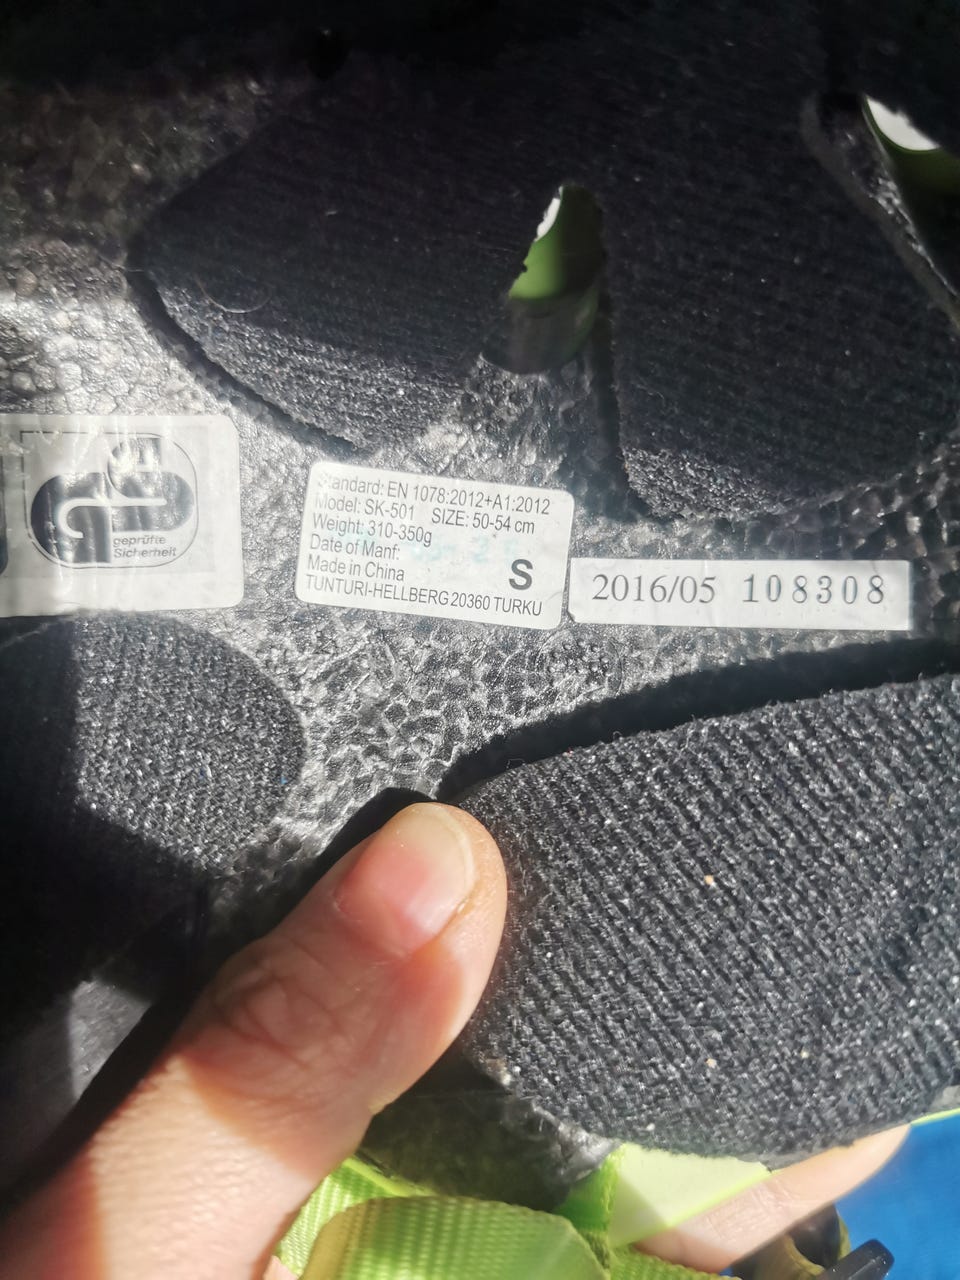 geprüfte
Sicherheit
Standard: EN 1078:2012+A1:2012
Model: SK-501 SIZE: 50-54 cm
Weight: 310-350g
Date of Manf:
Made in China
S
TUNTURI-HELLBERG 20360 TURKU
2016/05 108308